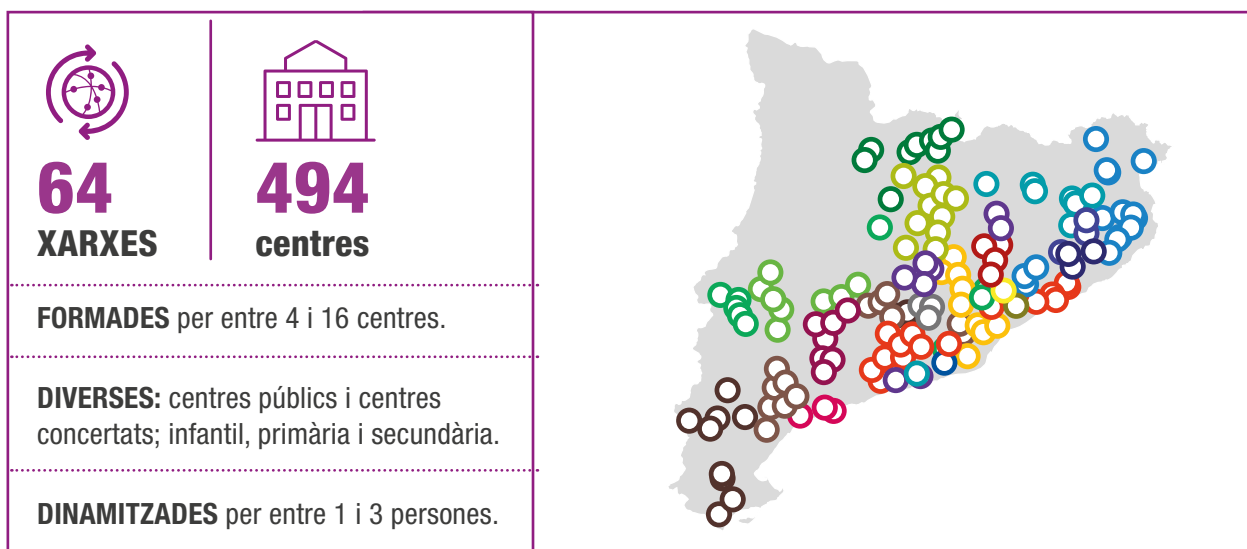 64
XARXES
494
centres
FORMADES per entre 4 i 16 centres.
DIVERSES: centres públics i centres
concertats; infantil, primària i secundària.
DINAMITZADES per entre 1 i 3 persones.